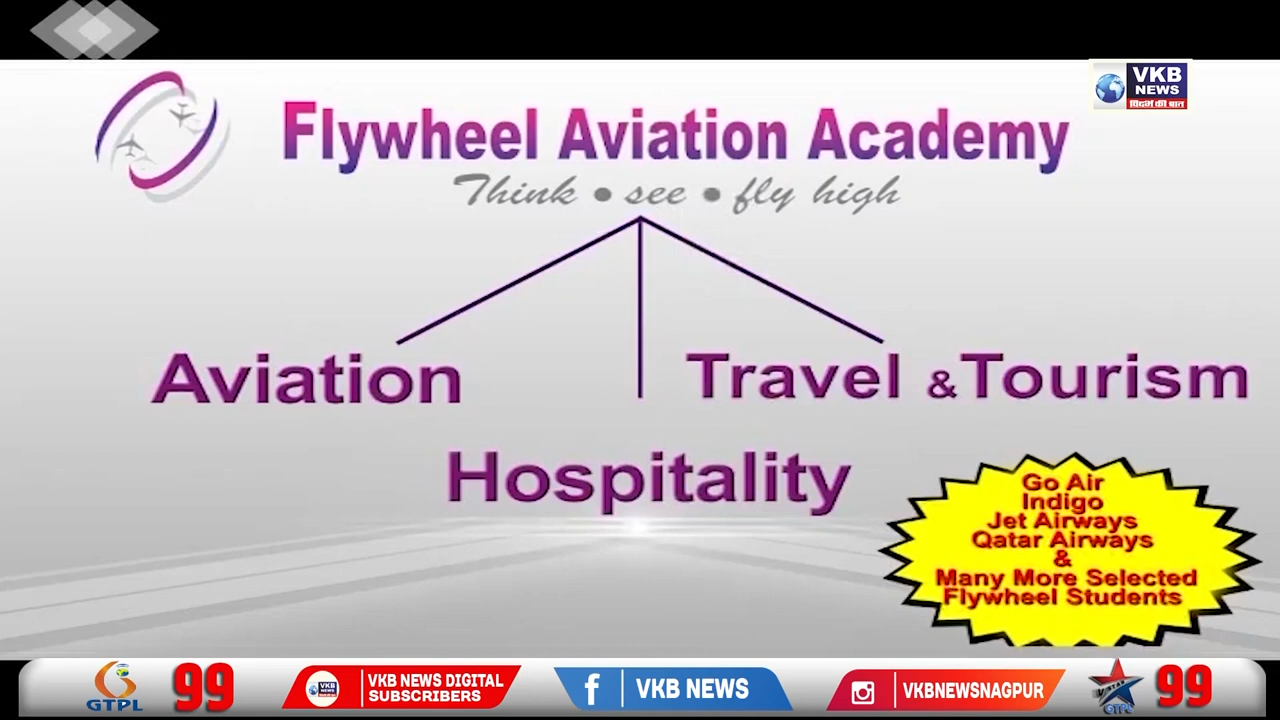 VKB
NEWS
विदर्भ की बात
Flywheel Aviation Academy
Think • see • fly high
Aviation
Travel & Tourism
Hospitality
Go Air
Indigo
Jet Airways
Qatar Airways
&
Many More Selected
Flywheel Students
GTPL
99
VKB NEWS DIGITAL
SUBSCRIBERS
f
VKB NEWS
VKBNEWSNAGPUR
GTPL
99